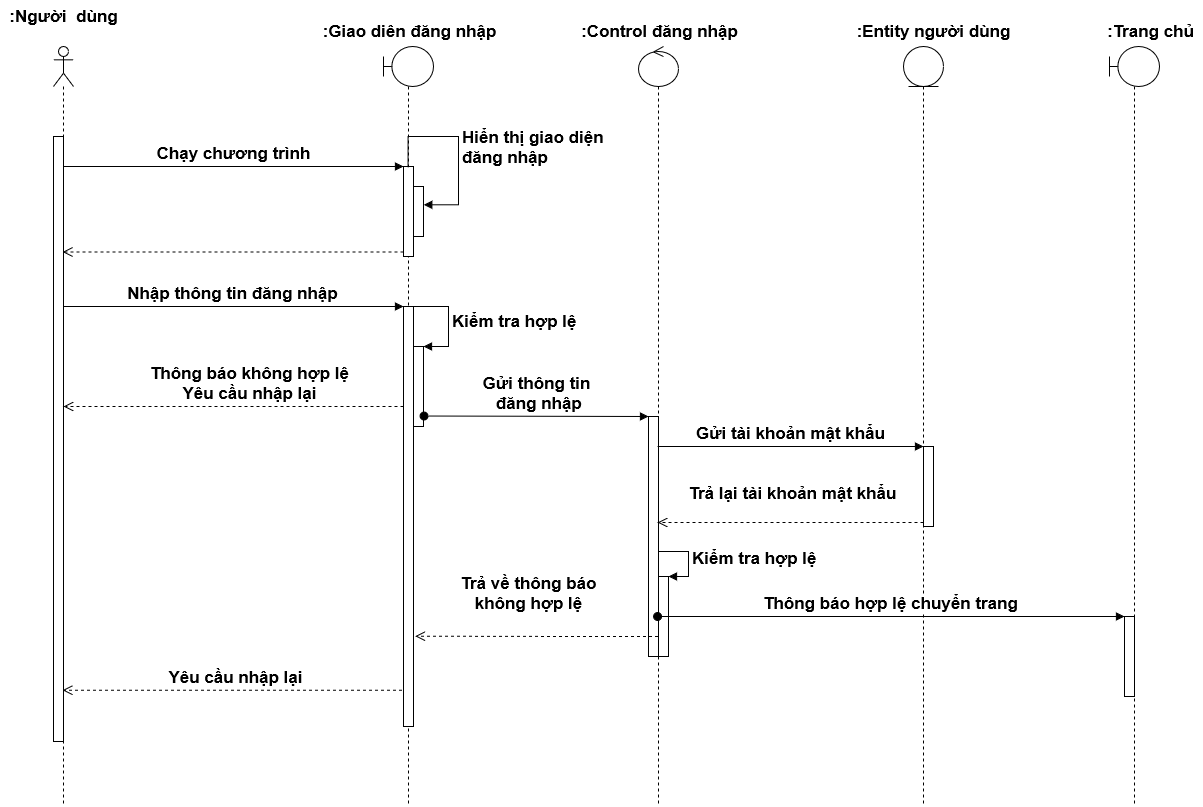 :Người  dùng
:Giao diên đăng nhập
:Control đăng nhập
:Entity người dùng
:Trang chủ
Hiển thị giao diện
đăng nhập
Chạy chương trình
Nhập thông tin đăng nhập
Kiểm tra hợp lệ
Thông báo không hợp lệ
Yêu cầu nhập lại
Gửi thông tin
đăng nhập
Gửi tài khoản mật khẩu
Trả lại tài khoản mật khẩu
Kiểm tra hợp lệ
Trả về thông báo
không hợp lệ
Thông báo hợp lệ chuyển trang
Yêu cầu nhập lại